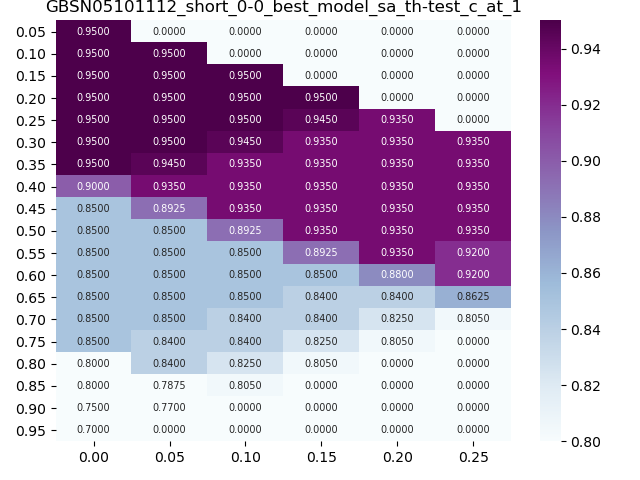 GBSN05101112_short_0-0_best_model_sa_th-test_c_at_1
0.05 0.9500 0.0000 0.0000 0.0000 0.0000 0.0000
0.10 0.9500 0.9500 0.0000 0.0000 0.0000 0.0000
0.15 0.9500 0.9500 0.9500 0.0000 0.0000 0.0000
0.20 0.9500 0.9500 0.9500 0.9500 0.0000 0.0000
0.25 0.9500 0.9500 0.9500 0.9450 0.9350 0.0000
0.30 0.9500 0.9500 0.9450 0.9350 0.9350 0.9350
0.35 0.9500 0.9450 0.9350 0.9350 0.9350 0.9350
0.40 0.9000 0.9350 0.9350 0.9350 0.9350 0.9350
0.45 0.8500 0.8925 0.9350 0.9350 0.9350 0.9350
0.50 0.8500 0.8500 0.8925 0.9350 0.9350 0.9350
0.55 0.8500 0.8500 0.8500 0.8925 0.9350 0.9200
0.60 0.8500 0.8500 0.8500 0.8500 0.8800 0.9200
0.65 0.8500 0.8500 0.8500 0.8400 0.8400 0.8625
0.70 0.8500 0.8500 0.8400 0.8400 0.8250 0.8050
0.75 0.8500 0.8400 0.8400 0.8250 0.8050 0.0000
0.80 0.8000 0.8400 0.8250 0.8050 0.0000 0.0000
0.85 0.8000 0.7875 0.8050 0.0000 0.0000 0.0000
0.90 0.7500 0.7700 0.0000 0.0000 0.0000 0.0000
0.95 0.7000 0.0000 0.0000 0.0000 0.0000 0.0000
0.00 0.05 0.10 0.15 0.20 0.25
0.94
0.92
0.90
0.88
0.86
0.84
0.82
0.80